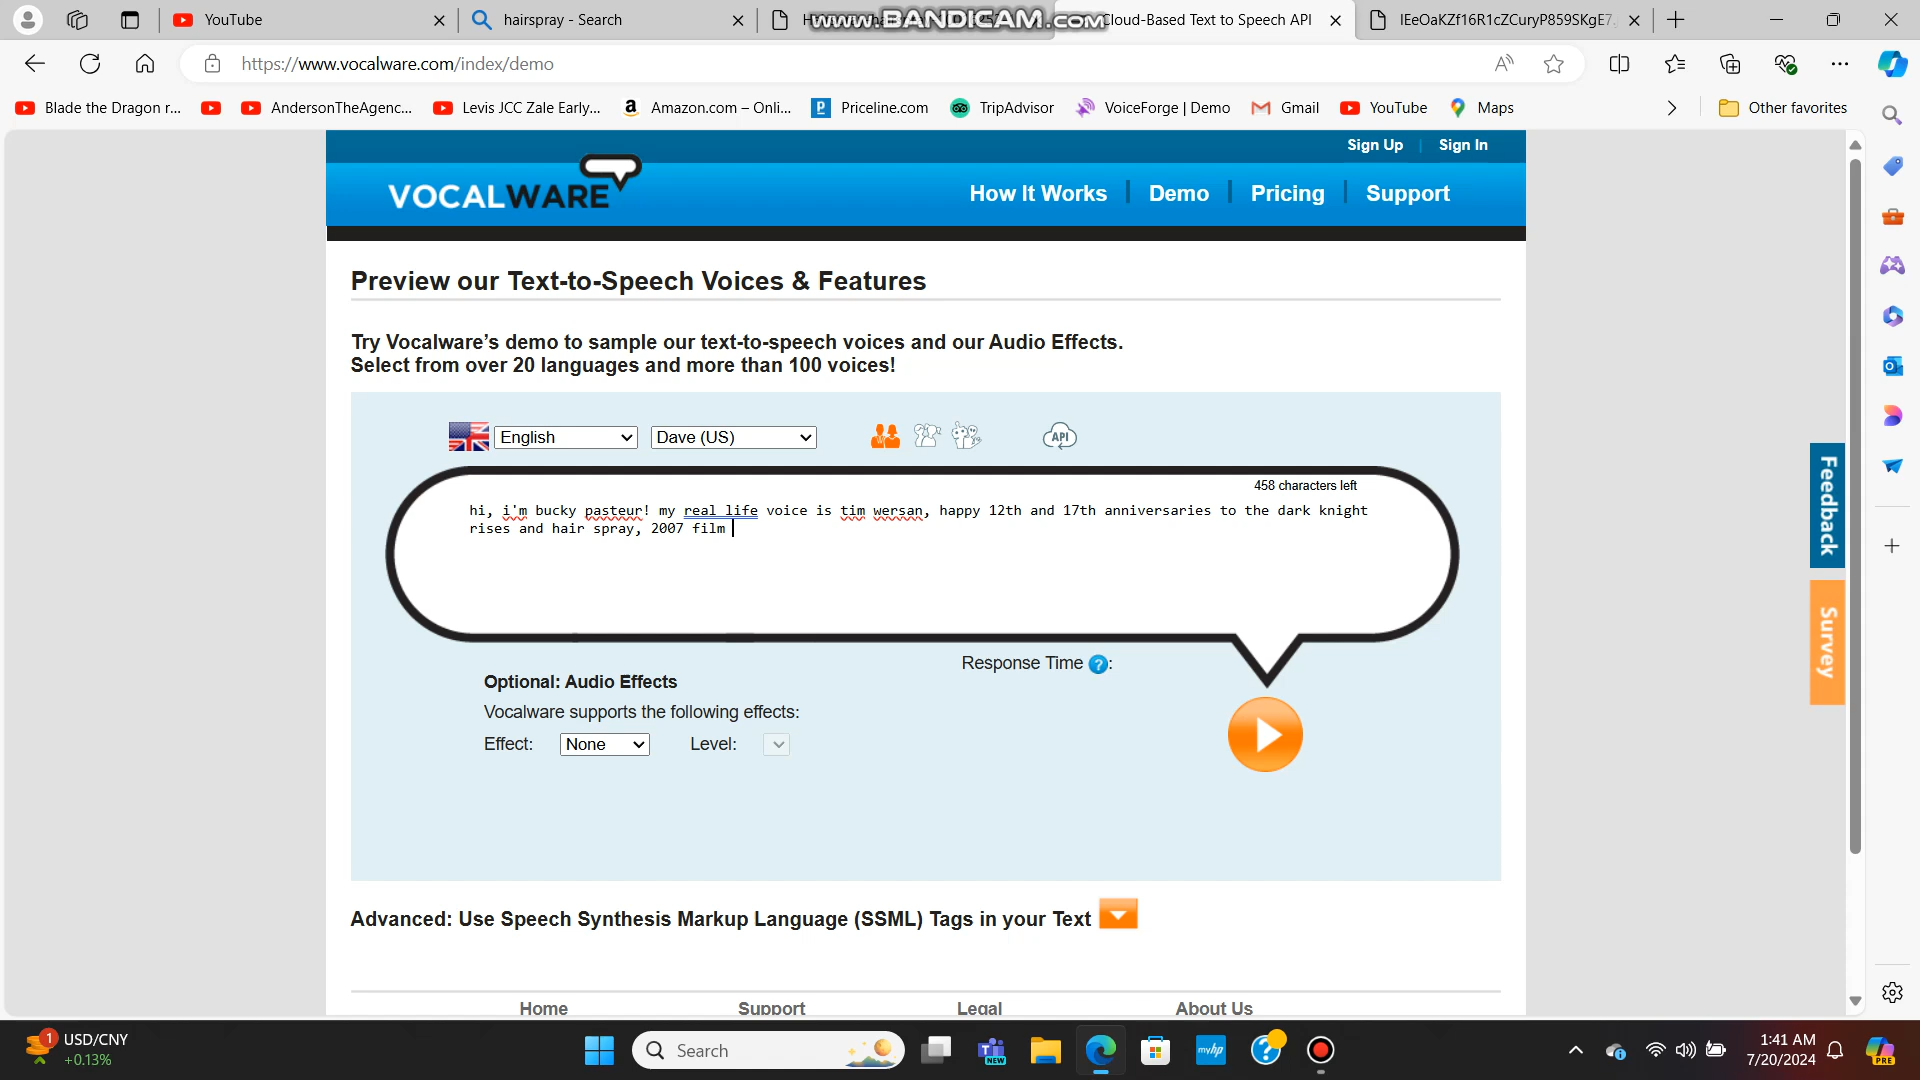 YouTube
hairspray - Search
www.BANDICAM.com
Cloud-Based Text to Speech API
IEeOaKZf16R1cZCuryP859SKgE7
https://www.vocalware.com/index/demo
Blade the Dragon r...
AndersonTheAgenc...
Levis JCC Zale Early...
Amazon.com – Onli...
Priceline.com
TripAdvisor
VoiceForge | Demo
Gmail
YouTube
Maps
Other favorites
Sign Up
Sign In
VOCALWARE
How It Works
Demo
Pricing
Support
Preview our Text-to-Speech Voices & Features
Try Vocalware's demo to sample our text-to-speech voices and our Audio Effects.
Select from over 20 languages and more than 100 voices!
English
Dave (US)
API
458 characters left
hi, i'm bucky pasteur! my real life voice is tim wersan, happy 12th and 17th anniversaries to the dark knight
rises and hair spray, 2007 film
Response Time ?:
Optional: Audio Effects
Vocalware supports the following effects:
Effect:
None
Level:
Feedback
Survey
Advanced: Use Speech Synthesis Markup Language (SSML) Tags in your Text
Home
Support
Legal
About Us
1
USD/CNY
+0.13%
Search
NEW
myhp
1:41 AM
7/20/2024
PRE